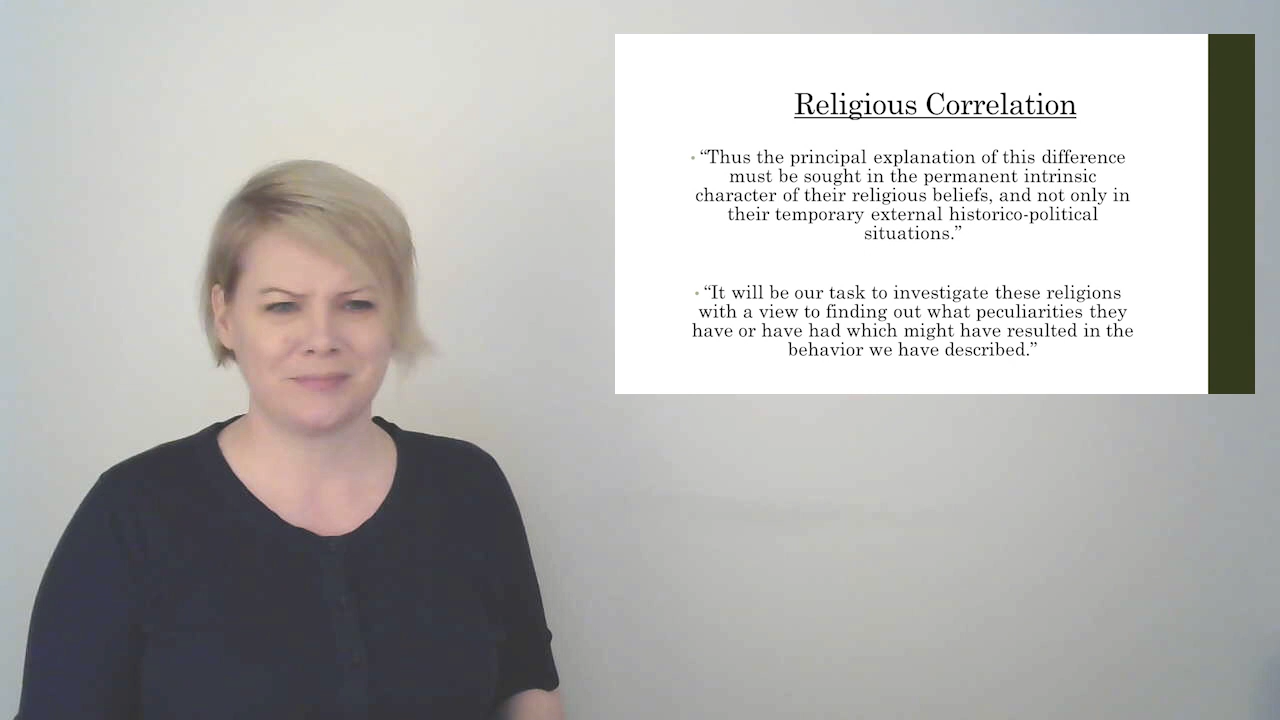 Religious Correlation
• “Thus the principal explanation of this difference
must be sought in the permanent intrinsic
character of their religious beliefs, and not only in
their temporary external historico-political
situations.”
• “It will be our task to investigate these religions
with a view to finding out what peculiarities they
have or have had which might have resulted in the
behavior we have described.”